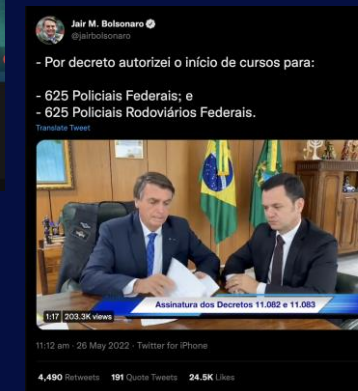 Jair M. Bolsonaro
@jairbolsonaro
- Por decreto autorizei o início de cursos para:
- 625 Policiais Federais; e
- 625 Policiais Rodoviários Federais.
Translate Tweet
Assinatura dos Decretos 11.082 e 11.083
1:17 203.3K views
11:12 am · 26 May 2022 · Twitter for iPhone
4,490 Retweets 191 Quote Tweets 24.5K Likes